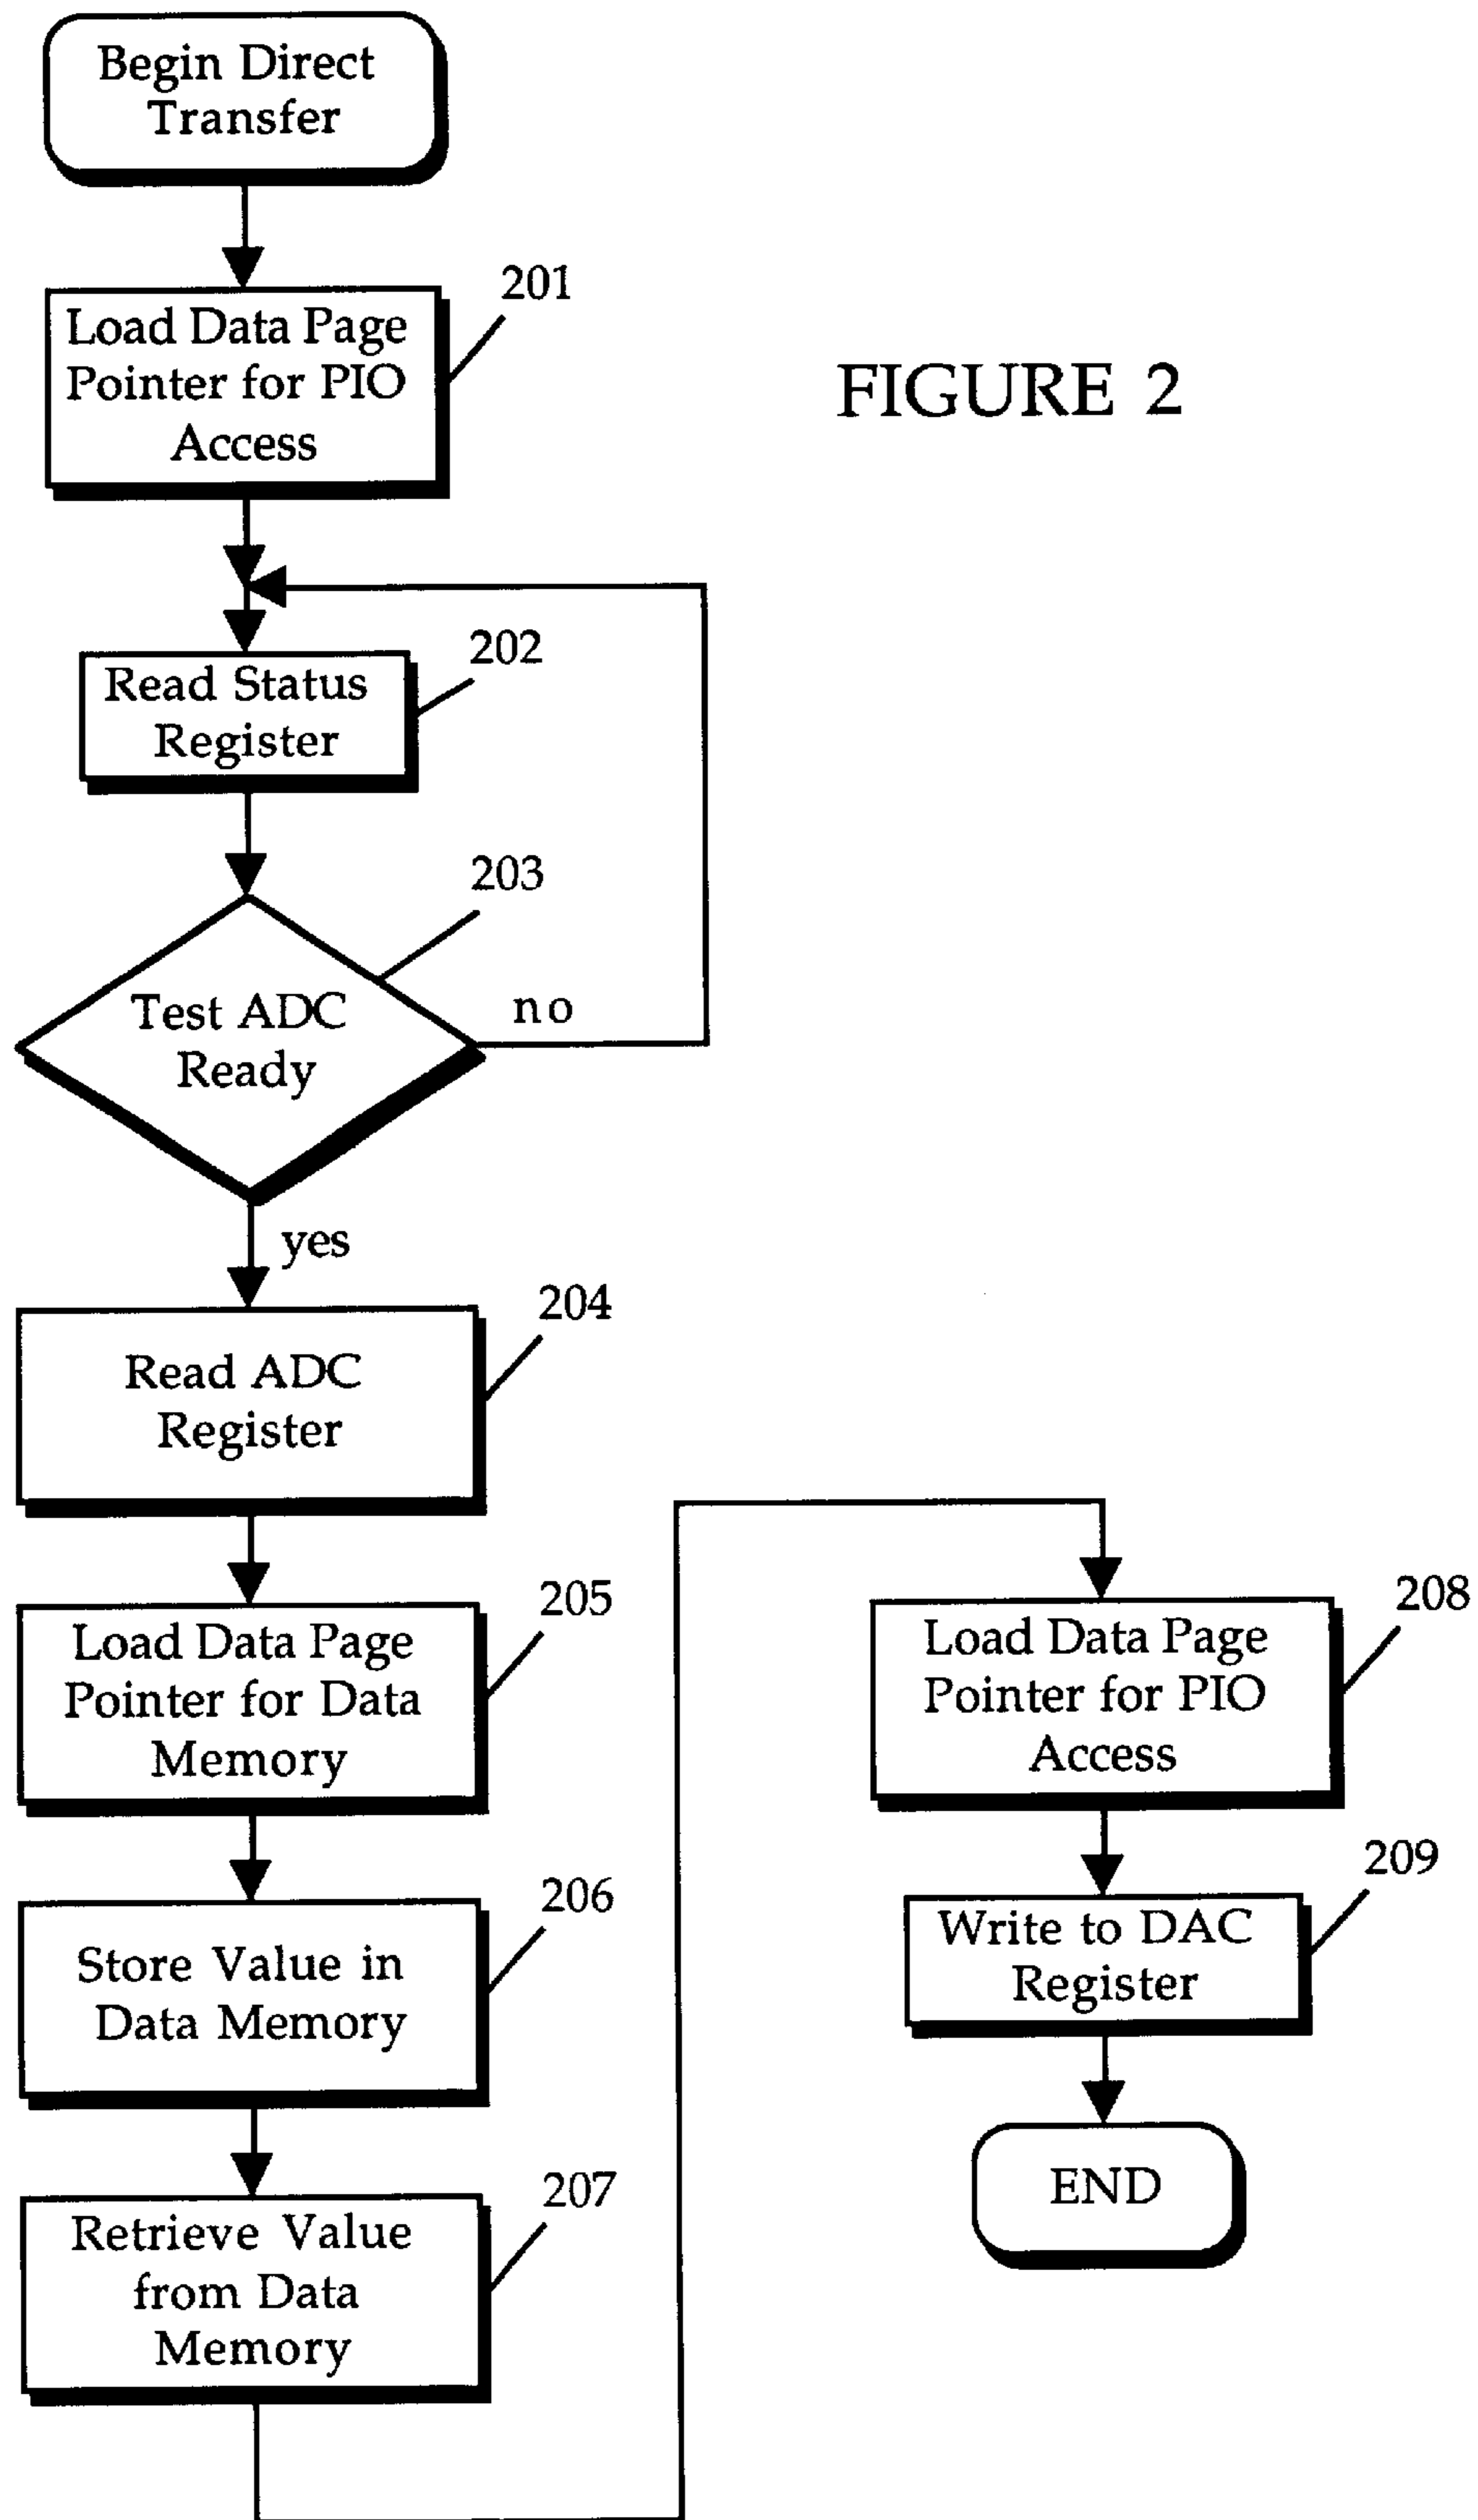 Begin Direct
Transfer
201
Load Data Page
Pointer for PIO
Access
FIGURE 2
202
Read Status
Register
203
Test ADC
Ready
no
yes
204
Read ADC
Register
205
Load Data Page
Pointer for Data
Memory
206
Store Value in
Data Memory
207
Retrieve Value
from Data
Memory
208
Load Data Page
Pointer for PIO
Access
209
Write to DAC
Register
END